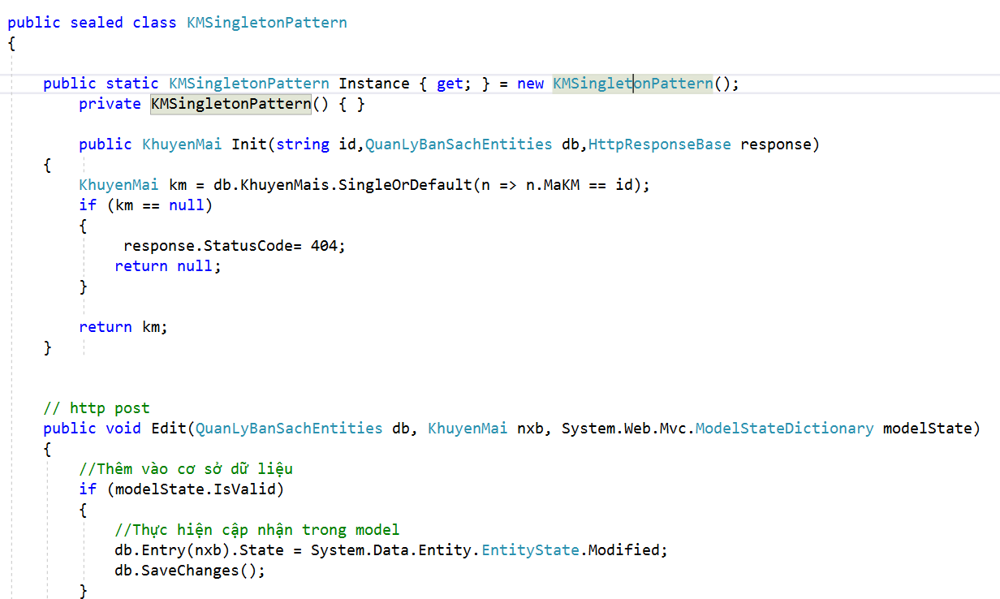 public sealed class KMSingletonPattern
{
public static KMSingletonPattern Instance { get; } = new KMSingletonPattern();
private KMSingletonPattern() { }
public KhuyenMai Init(string id,QuanLyBanSachEntities db,HttpResponseBase response)
{
KhuyenMai km = db.KhuyenMais.SingleOrDefault(n => n.MaKM == id);
if (km == null)
{
response.StatusCode= 404;
return null;
}
return km;
}
// http post
public void Edit(QuanLyBanSachEntities db, KhuyenMai nxb, System.Web.Mvc.ModelStateDictionary modelState)
{
//Thêm vào cơ sở dữ liệu
if (modelState.IsValid)
{
//Thực hiện cập nhận trong model
db.Entry(nxb).State = System.Data.Entity.EntityState.Modified;
db.SaveChanges();
}